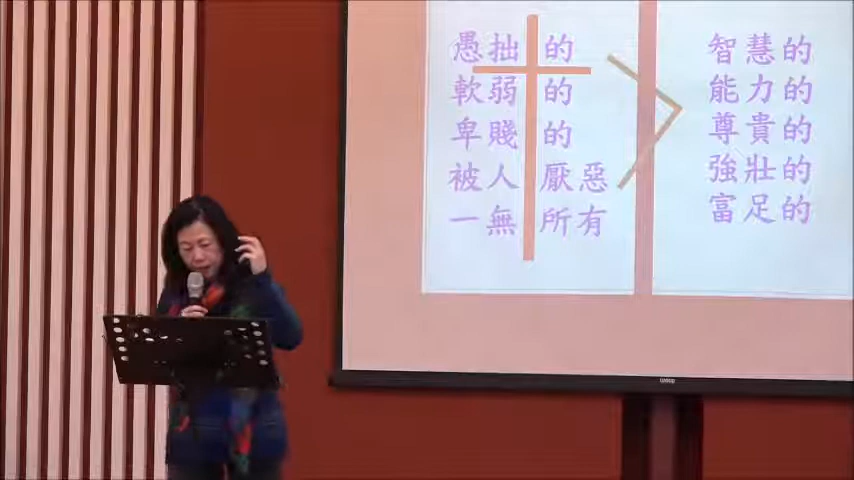 愚拙的
軟弱的
卑賤的
被人厭惡
一無所有
智慧的
能力的
尊貴的
強壯的
富足的